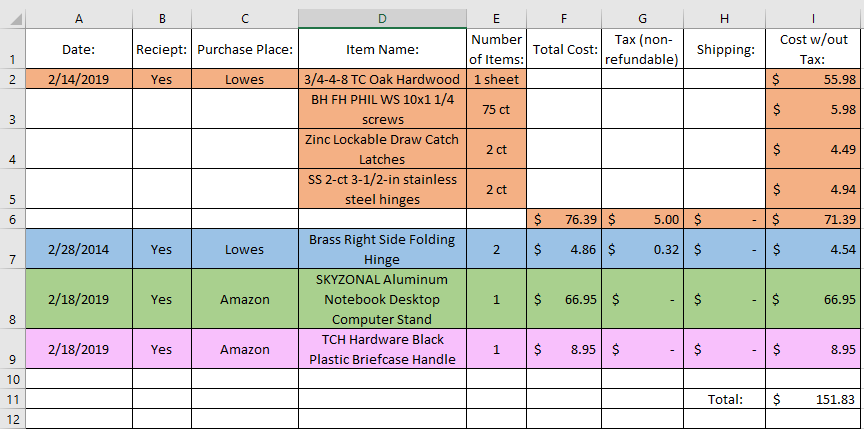 A B C D E F G H I
1 Date: Reciept: Purchase Place: Item Name: Number of Items: Total Cost: Tax (non-refundable) Shipping: Cost w/out Tax:
2 2/14/2019 Yes Lowes 3/4-4-8 TC Oak Hardwood 1 sheet $ 55.98
3 BH FH PHIL WS 10x1 1/4 screws 75 ct $ 5.98
4 Zinc Lockable Draw Catch Latches 2 ct $ 4.49
5 SS 2-ct 3-1/2-in stainless steel hinges 2 ct $ 4.94
6 $ 76.39 $ 5.00 $ - $ 71.39
7 2/28/2014 Yes Lowes Brass Right Side Folding Hinge 2 $ 4.86 $ 0.32 $ - $ 4.54
8 2/18/2019 Yes Amazon SKYZONAL Aluminum Notebook Desktop Computer Stand 1 $ 66.95 $ - $ - $ 66.95
9 2/18/2019 Yes Amazon TCH Hardware Black Plastic Briefcase Handle 1 $ 8.95 $ - $ - $ 8.95
10
11 Total: $ 151.83
12